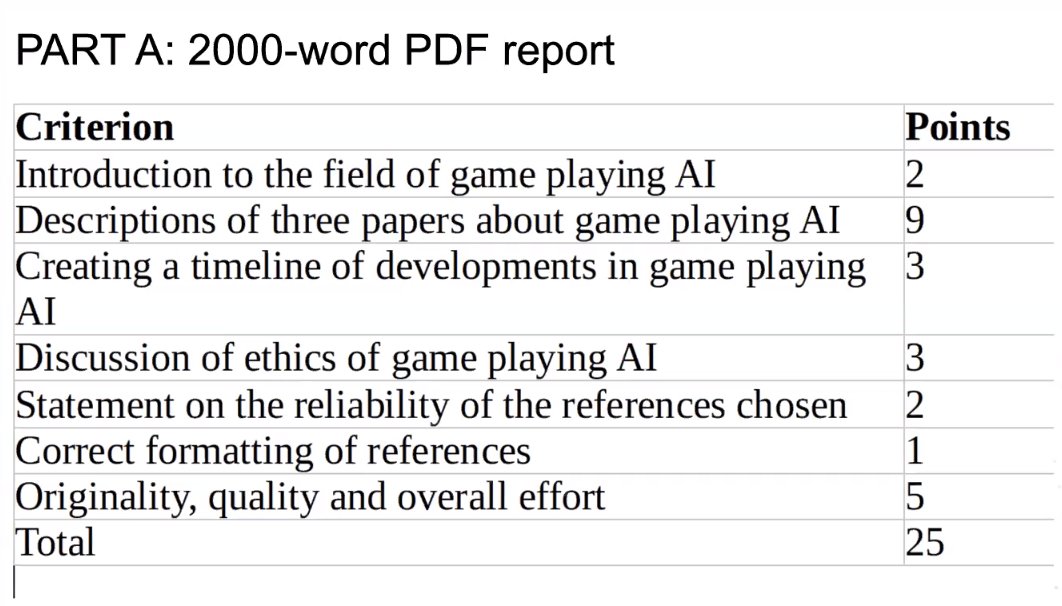 PART A: 2000-word PDF report
Criterion Points
Introduction to the field of game playing AI 2
Descriptions of three papers about game playing AI 9
Creating a timeline of developments in game playing 3
AI
Discussion of ethics of game playing AI 3
Statement on the reliability of the references chosen 2
Correct formatting of references 1
Originality, quality and overall effort 5
Total 25